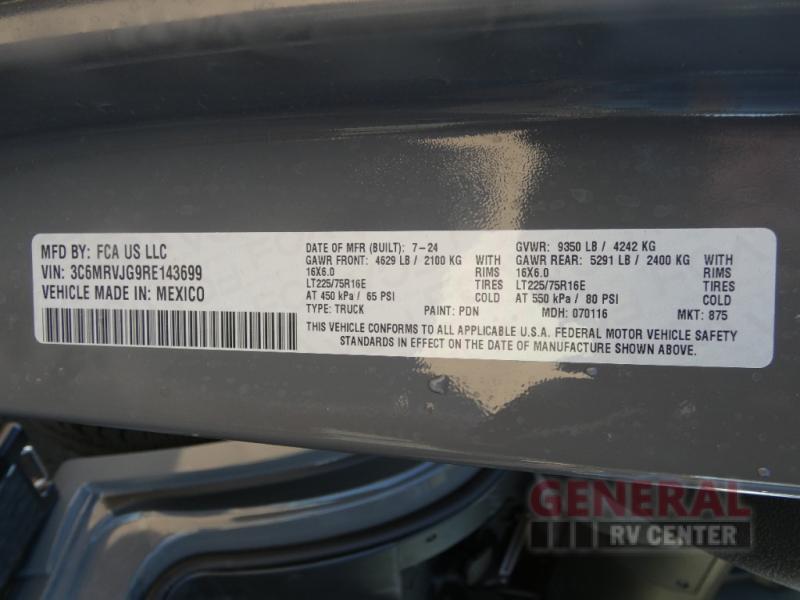 MFD BY: FCA US LLC
VIN: 3C6MRVJG9RE143699
VEHICLE MADE IN: MEXICO
DATE OF MFR (BUILT): 7-24
GVWR: 9350 LB / 4242 KG
GAWR FRONT: 4629 LB / 2100 KG WITH
GAWR REAR: 5291 LB / 2400 KG WITH
16X6.0 RIMS
16X6.0 RIMS
LT225/75R16E TIRES
LT225/75R16E TIRES
AT 450 kPa / 65 PSI COLD
AT 550 kPa / 80 PSI COLD
TYPE: TRUCK PAINT: PDN MDH: 070116 MKT: 875
THIS VEHICLE CONFORMS TO ALL APPLICABLE U.S.A. FEDERAL MOTOR VEHICLE SAFETY
STANDARDS IN EFFECT ON THE DATE OF MANUFACTURE SHOWN ABOVE.
GENERAL
RV CENTER